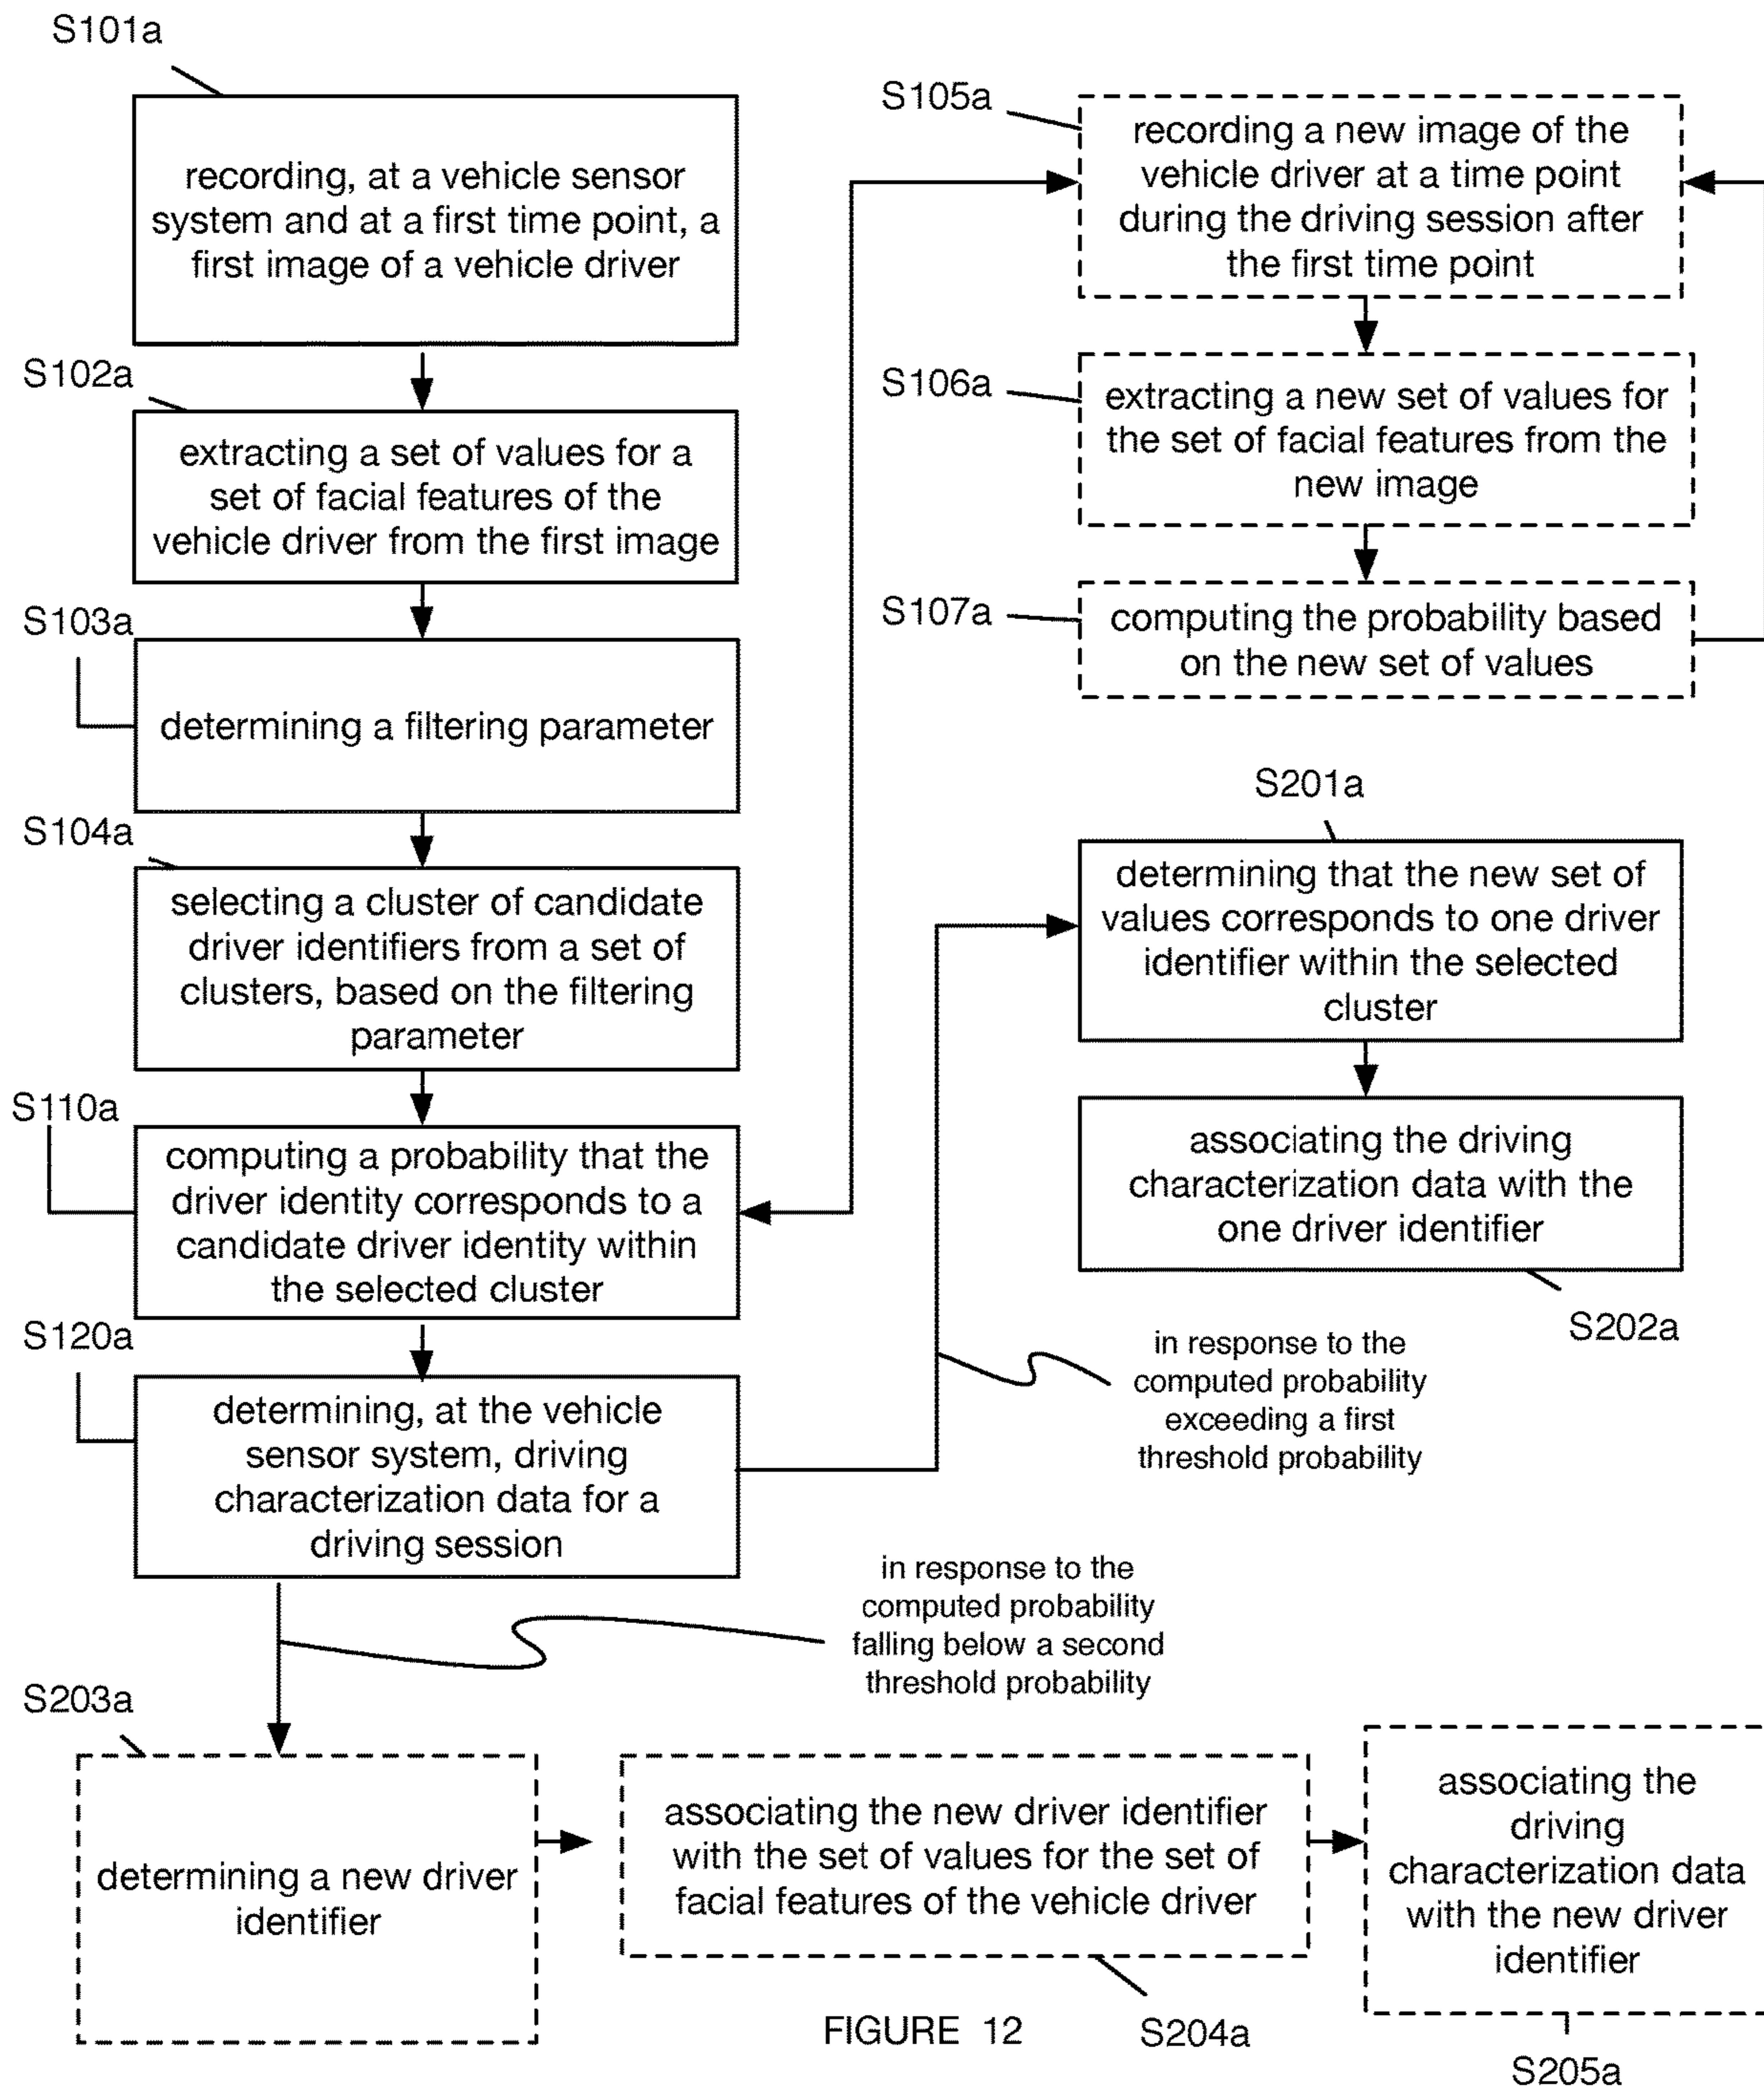 S101a
recording, at a vehicle sensor
system and at a first time point, a
first image of a vehicle driver
S102a
extracting a set of values for a
set of facial features of the
vehicle driver from the first image
S103a
determining a filtering parameter
S104a
selecting a cluster of candidate
driver identifiers from a set of
clusters, based on the filtering
parameter
S110a
computing a probability that the
driver identity corresponds to a
candidate driver identity within
the selected cluster
S120a
determining, at the vehicle
sensor system, driving
characterization data for a
driving session
S105a
recording a new image of the
vehicle driver at a time point
during the driving session after
the first time point
S106a
extracting a new set of values for
the set of facial features from the
new image
S107a
computing the probability based
on the new set of values
S201a
determining that the new set of
values corresponds to one driver
identifier within the selected
cluster
associating the driving
characterization data with the
one driver identifier
S202a
in response to the
computed probability
exceeding a first
threshold probability
in response to the
computed probability
falling below a second
threshold probability
S203a
determining a new driver
identifier
associating the new driver identifier
with the set of values for the set of
facial features of the vehicle driver
S204a
associating the
driving
characterization data
with the new driver
identifier
S205a
FIGURE 12